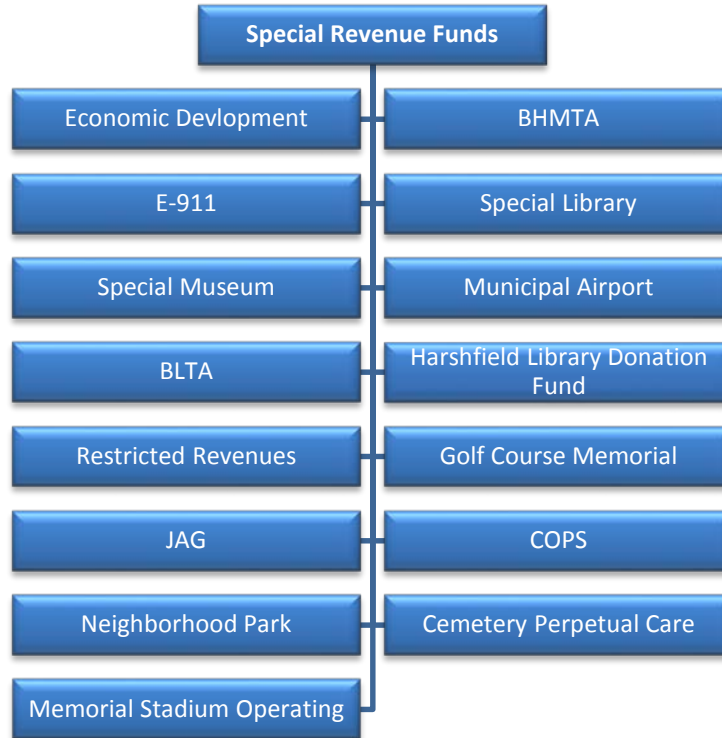 Special Revenue Funds
Economic Devlopment
BHMTA
E-911
Special Library
Special Museum
Municipal Airport
BLTA
Harshfield Library Donation
Fund
Restricted Revenues
Golf Course Memorial
JAG
COPS
Neighborhood Park
Cemetery Perpetual Care
Memorial Stadium Operating